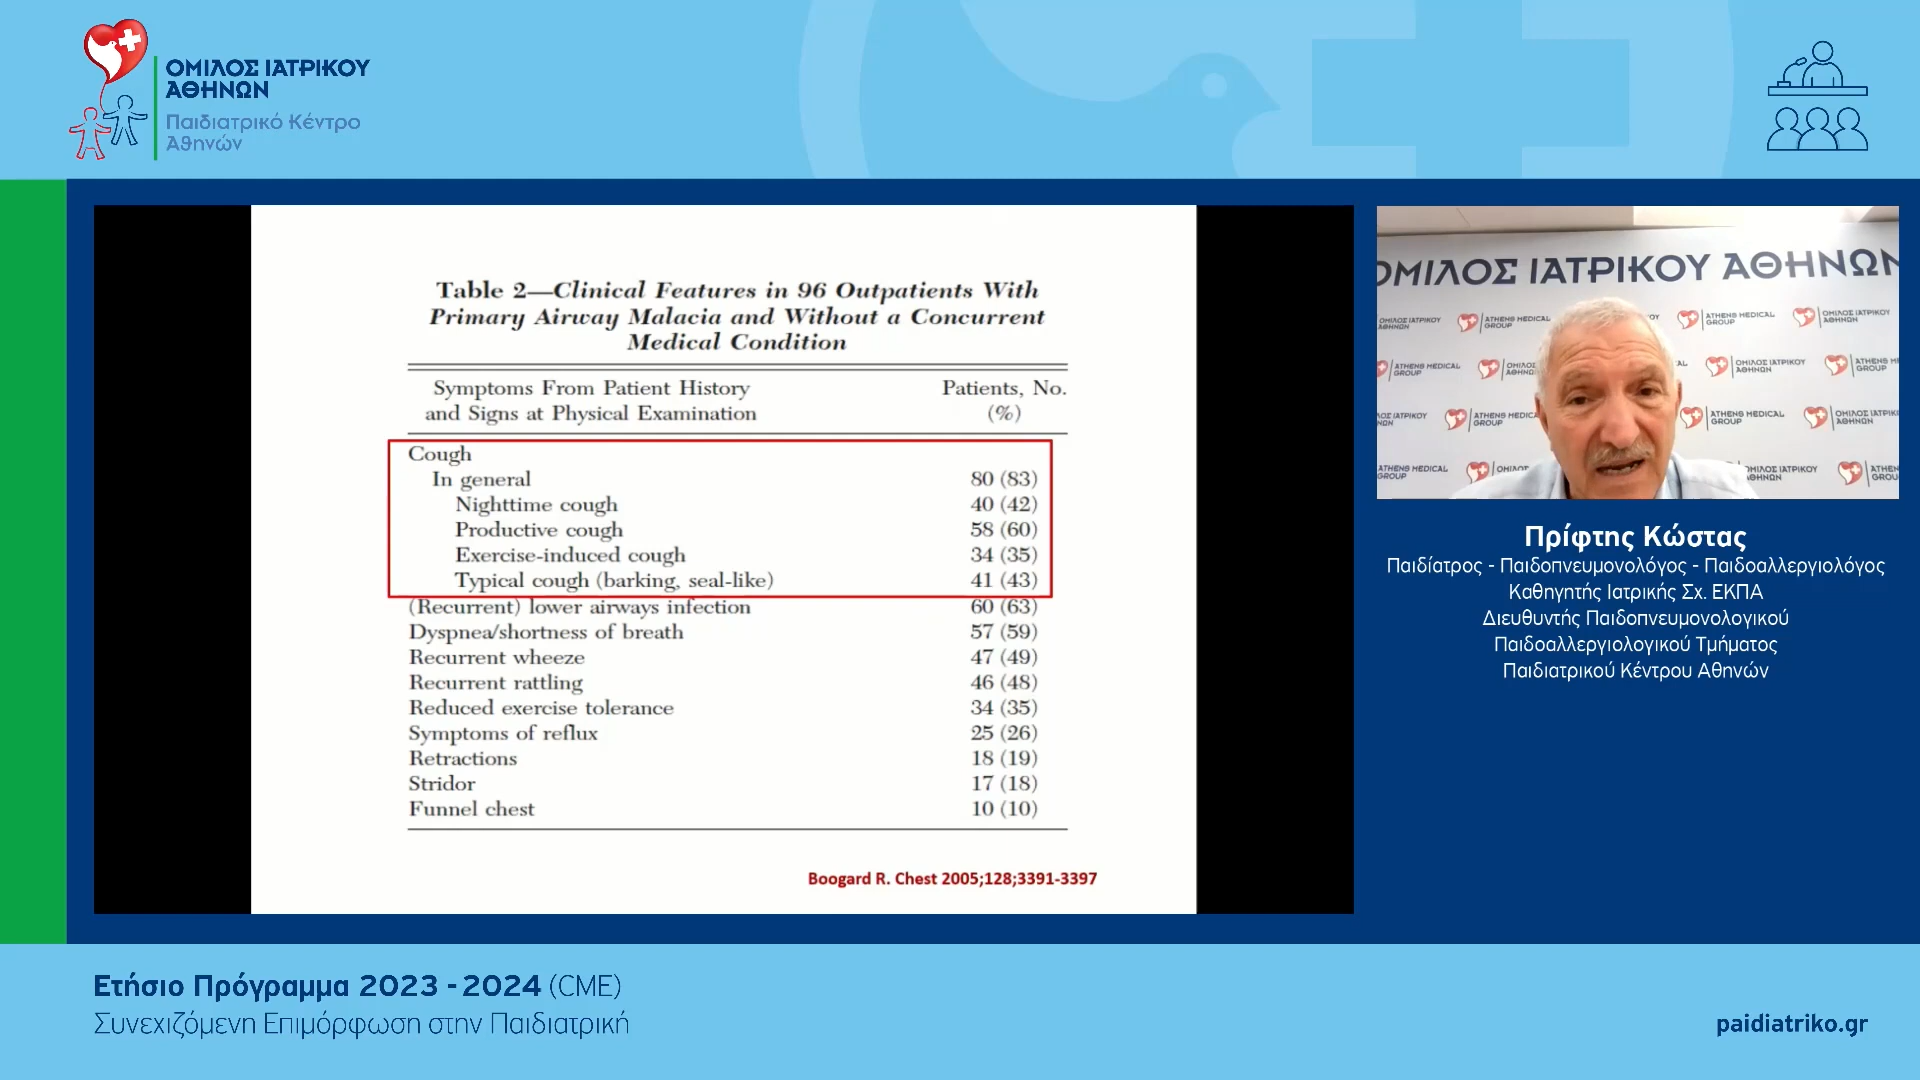 ΟΜΙΛΟΣ ΙΑΤΡΙΚΟΥ
ΑΘΗΝΩΝ
Παιδιατρικό Κέντρο
Αθηνών
Table 2—Clinical Features in 96 Outpatients With
Primary Airway Malacia and Without a Concurrent
Medical Condition
Symptoms From Patient History
and Signs at Physical Examination
Patients, No.
(%)
Cough
In general 80 (83)
Nighttime cough 40 (42)
Productive cough 58 (60)
Exercise-induced cough 34 (35)
Typical cough (barking, seal-like) 41 (43)
(Recurrent) lower airways infection 60 (63)
Dyspnea/shortness of breath 57 (59)
Recurrent wheeze 47 (49)
Recurrent rattling 46 (48)
Reduced exercise tolerance 34 (35)
Symptoms of reflux 25 (26)
Retractions 18 (19)
Stridor 17 (18)
Funnel chest 10 (10)
Boogard R. Chest 2005;128;3391-3397
ΟΜΙΛΟΣ ΙΑΤΡΙΚΟΥ ΑΘΗΝΩΝ
ATHENS MEDICAL
GROUP
ΟΜΙΛΟΣ ΙΑΤΡΙΚΟΥ
ΑΘΗΝΩΝ
Πρίφτης Κώστας
Παιδίατρος - Παιδοπνευμονολόγος - Παιδοαλλεργιολόγος
Καθηγητής Ιατρικής Σχ. ΕΚΠΑ
Διευθυντής Παιδοπνευμονολογικού
Παιδοαλλεργιολογικού Τμήματος
Παιδιατρικού Κέντρου Αθηνών
Ετήσιο Πρόγραμμα 2023 - 2024 (CME)
Συνεχιζόμενη Επιμόρφωση στην Παιδιατρική
paidiatriko.gr